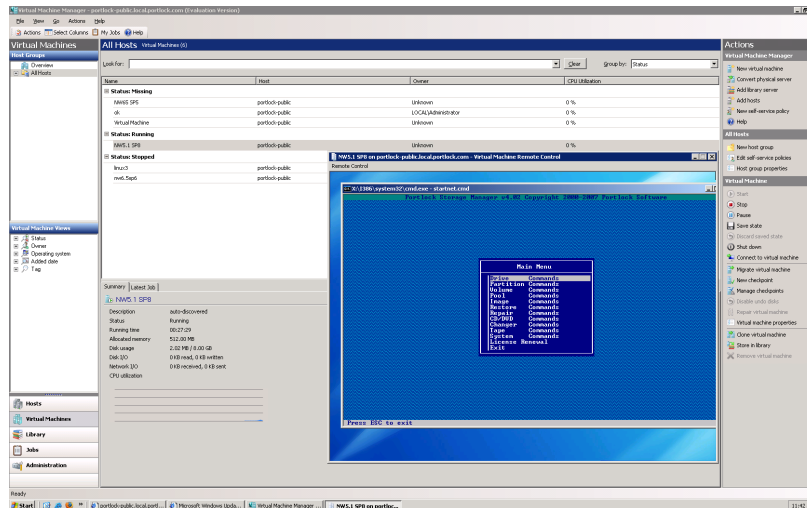 Virtual Machine Manager - portlock-public.local.portlock.com (Evaluation Version)
File View Go Actions Help
Actions Select Columns My Jobs Help
Virtual Machines
Host Groups
Overview
All Hosts
All Hosts Virtual Machines (6)
Look for: Clear Group by: Status
Name Host Owner CPU Utilization
Status: Missing
NW65 SP5 portlock-public Unknown 0 %
ok portlock-public LOCAL\Administrator 0 %
Virtual Machine portlock-public Unknown 0 %
Status: Running
NW5.1 SP8 portlock-public Unknown 0 %
Status: Stopped
linux3 portlock-public
nw6.5sp6 portlock-public
Virtual Machine Views
Status
Owner
Operating system
Added date
Tag
Summary Latest Job
NW5.1 SP8
Description auto-discovered
Status Running
Running time 00:27:29
Allocated memory 512.00 MB
Disk usage 2.02 MB / 8.00 GB
Disk I/O 0 KB read, 0 KB written
Network I/O 0 KB received, 0 KB sent
CPU utilization
Hosts
Virtual Machines
Library
Jobs
Administration
NW5.1 SP8 on portlock-public.local.portlock.com - Virtual Machine Remote Control
Remote Control
X:\I386\system32\cmd.exe - startnet.cmd
Portlock Storage Manager v4.02 Copyright 2000-2007 Portlock Software
Main Menu
Drive Commands
Partition Commands
Volume Commands
Pool Commands
Image Commands
Restore Commands
Repair Commands
CD/DVD Commands
Changer Commands
Tape Commands
System Commands
License Renewal
Exit
Press ESC to exit
Actions
Virtual Machine Manager
New virtual machine
Convert physical server
Add library server
Add hosts
New self-service policy
Help
All Hosts
New host group
Edit self-service policies
Host group properties
Virtual Machine
Start
Stop
Pause
Save state
Discard saved state
Shut down
Connect to virtual machine
Migrate virtual machine
New checkpoint
Manage checkpoints
Disable undo disks
Repair virtual machine
Virtual machine properties
Clone virtual machine
Store in library
Remove virtual machine
Ready
Start portlock-public.local.portl... Microsoft Windows Upda... Virtual Machine Manager ... NW5.1 SP8 on portloc... 11:42